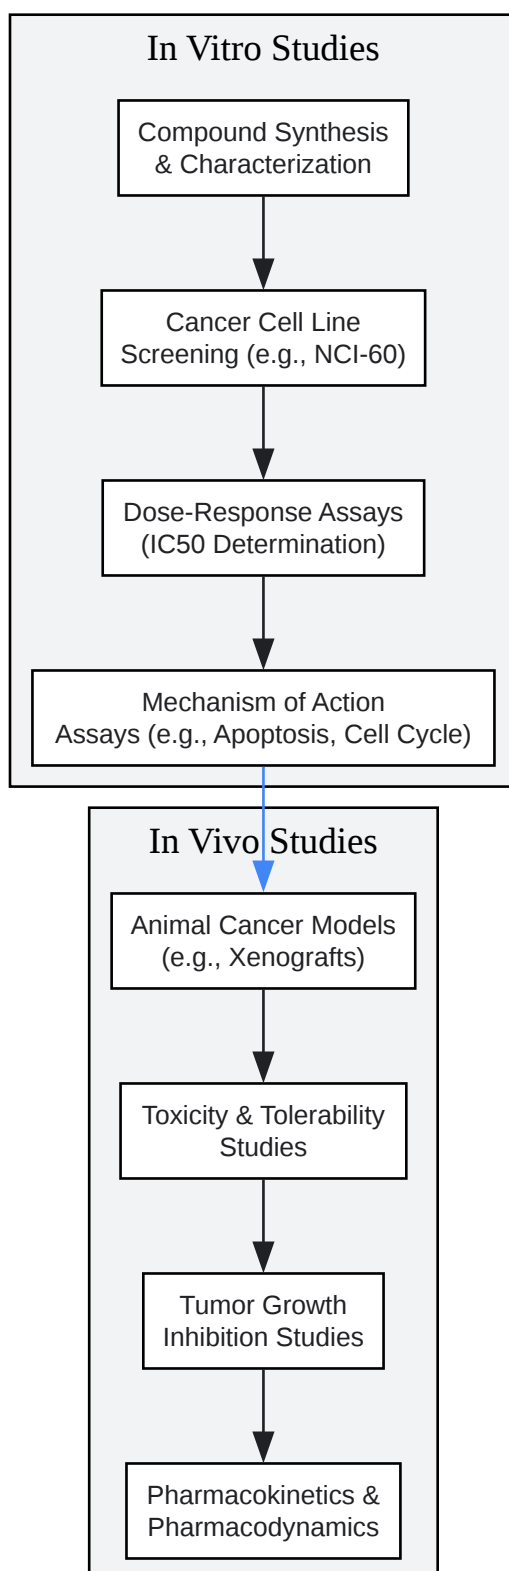 In Vitro Studies
Compound Synthesis
& Characterization
Cancer Cell Line
Screening (e.g., NCI-60)
Dose-Response Assays
(IC50 Determination)
Mechanism of Action
Assays (e.g., Apoptosis, Cell Cycle)
In Vivo Studies
Animal Cancer Models
(e.g., Xenografts)
Toxicity & Tolerability
Studies
Tumor Growth
Inhibition Studies
Pharmacokinetics &
Pharmacodynamics